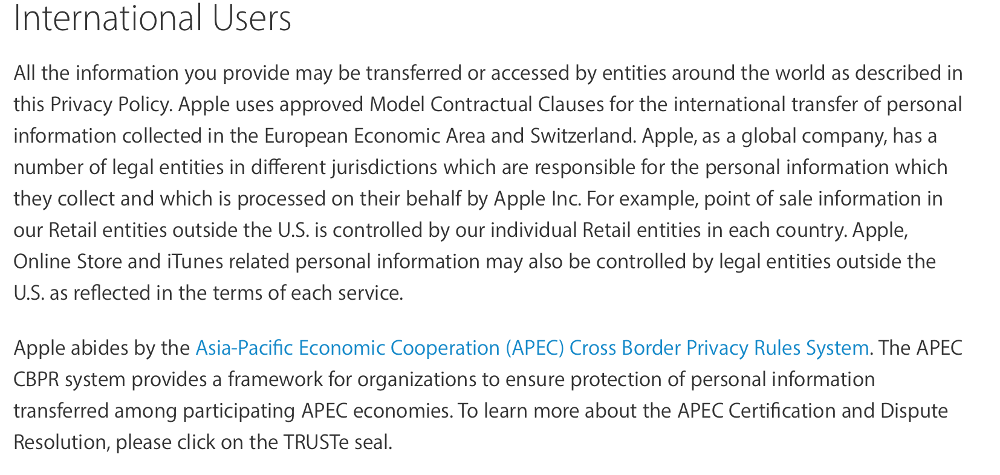 International Users
All the information you provide may be transferred or accessed by entities around the world as described in
this Privacy Policy. Apple uses approved Model Contractual Clauses for the international transfer of personal
information collected in the European Economic Area and Switzerland. Apple, as a global company, has a
number of legal entities in different jurisdictions which are responsible for the personal information which
they collect and which is processed on their behalf by Apple Inc. For example, point of sale information in
our Retail entities outside the U.S. is controlled by our individual Retail entities in each country. Apple,
Online Store and iTunes related personal information may also be controlled by legal entities outside the
U.S. as reflected in the terms of each service.
Apple abides by the Asia-Pacific Economic Cooperation (APEC) Cross Border Privacy Rules System. The APEC
CBPR system provides a framework for organizations to ensure protection of personal information
transferred among participating APEC economies. To learn more about the APEC Certification and Dispute
Resolution, please click on the TRUSTe seal.